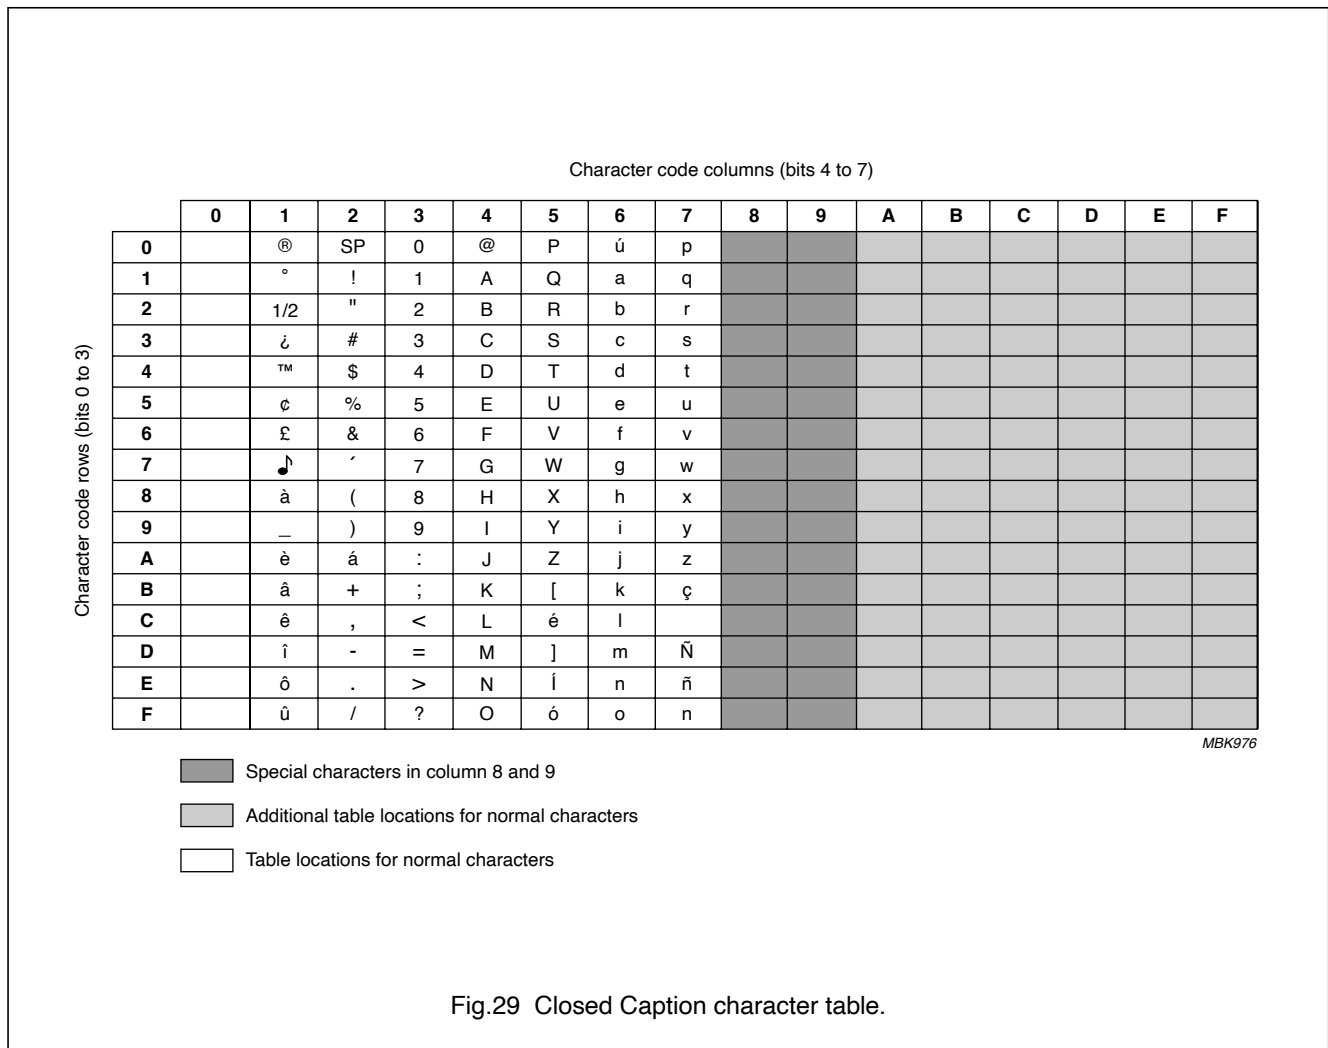 Character code columns (bits 4 to 7)
0 1 2 3 4 5 6 7 8 9 A B C D E F
Character code rows (bits 0 to 3)
0 ® SP 0 @ P ú p
1 ° ! 1 A Q a q
2 1/2 " 2 B R b r
3 ¿ # 3 C S c s
4 ™ $ 4 D T d t
5 ¢ % 5 E U e u
6 £ & 6 F V f v
7 ♪ ´ 7 G W g w
8 à ( 8 H X h x
9 _ ) 9 I Y i y
A è á : J Z j z
B â + ; K [ k ç
C ê , < L é l
D î - = M ] m Ñ
E ô . > N Í n ñ
F û / ? O ó o n
MBK976
Special characters in column 8 and 9
Additional table locations for normal characters
Table locations for normal characters
Fig.29 Closed Caption character table.